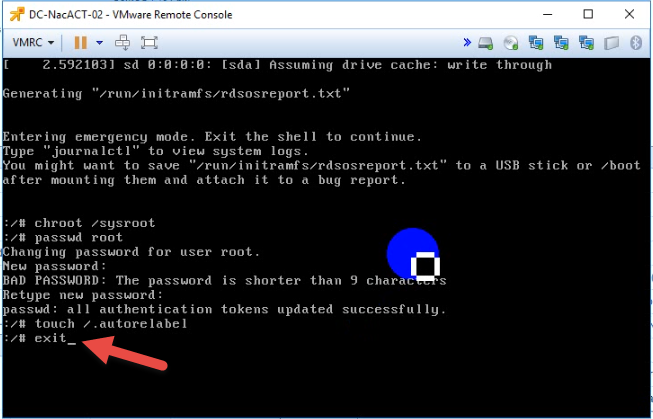 DC-NacACT-02 - VMware Remote Console
VMRC
[    2.592103] sd 0:0:0:0: [sda] Assuming drive cache: write through
Generating "/run/initramfs/rdsosreport.txt"
Entering emergency mode. Exit the shell to continue.
Type "journalctl" to view system logs.
You might want to save "/run/initramfs/rdsosreport.txt" to a USB stick or /boot
after mounting them and attach it to a bug report.
:/# chroot /sysroot
:/# passwd root
Changing password for user root.
New password:
BAD PASSWORD: The password is shorter than 9 characters
Retype new password:
passwd: all authentication tokens updated successfully.
:/# touch /.autorelabel
:/# exit_